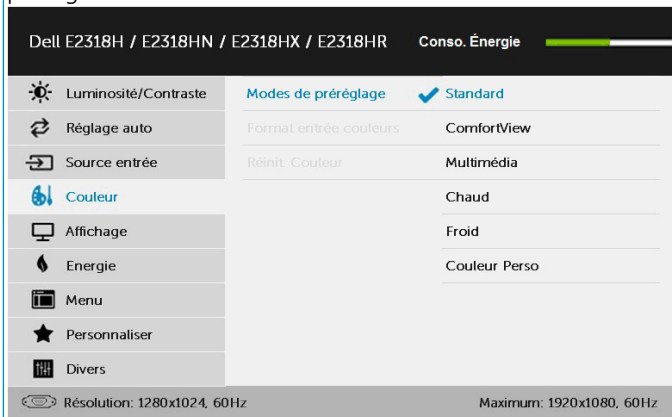 Dell E2318H / E2318HN / E2318HX / E2318HR Conso. Énergie
Luminosité/Contraste Modes de préréglage Standard
Réglage auto Format entrée couleurs ComfortView
Source entrée Réinit. Couleur Multimédia
Couleur Chaud
Affichage Froid
Energie Couleur Perso
Menu
Personnaliser
Divers
Résolution: 1280x1024, 60Hz Maximum: 1920x1080, 60Hz